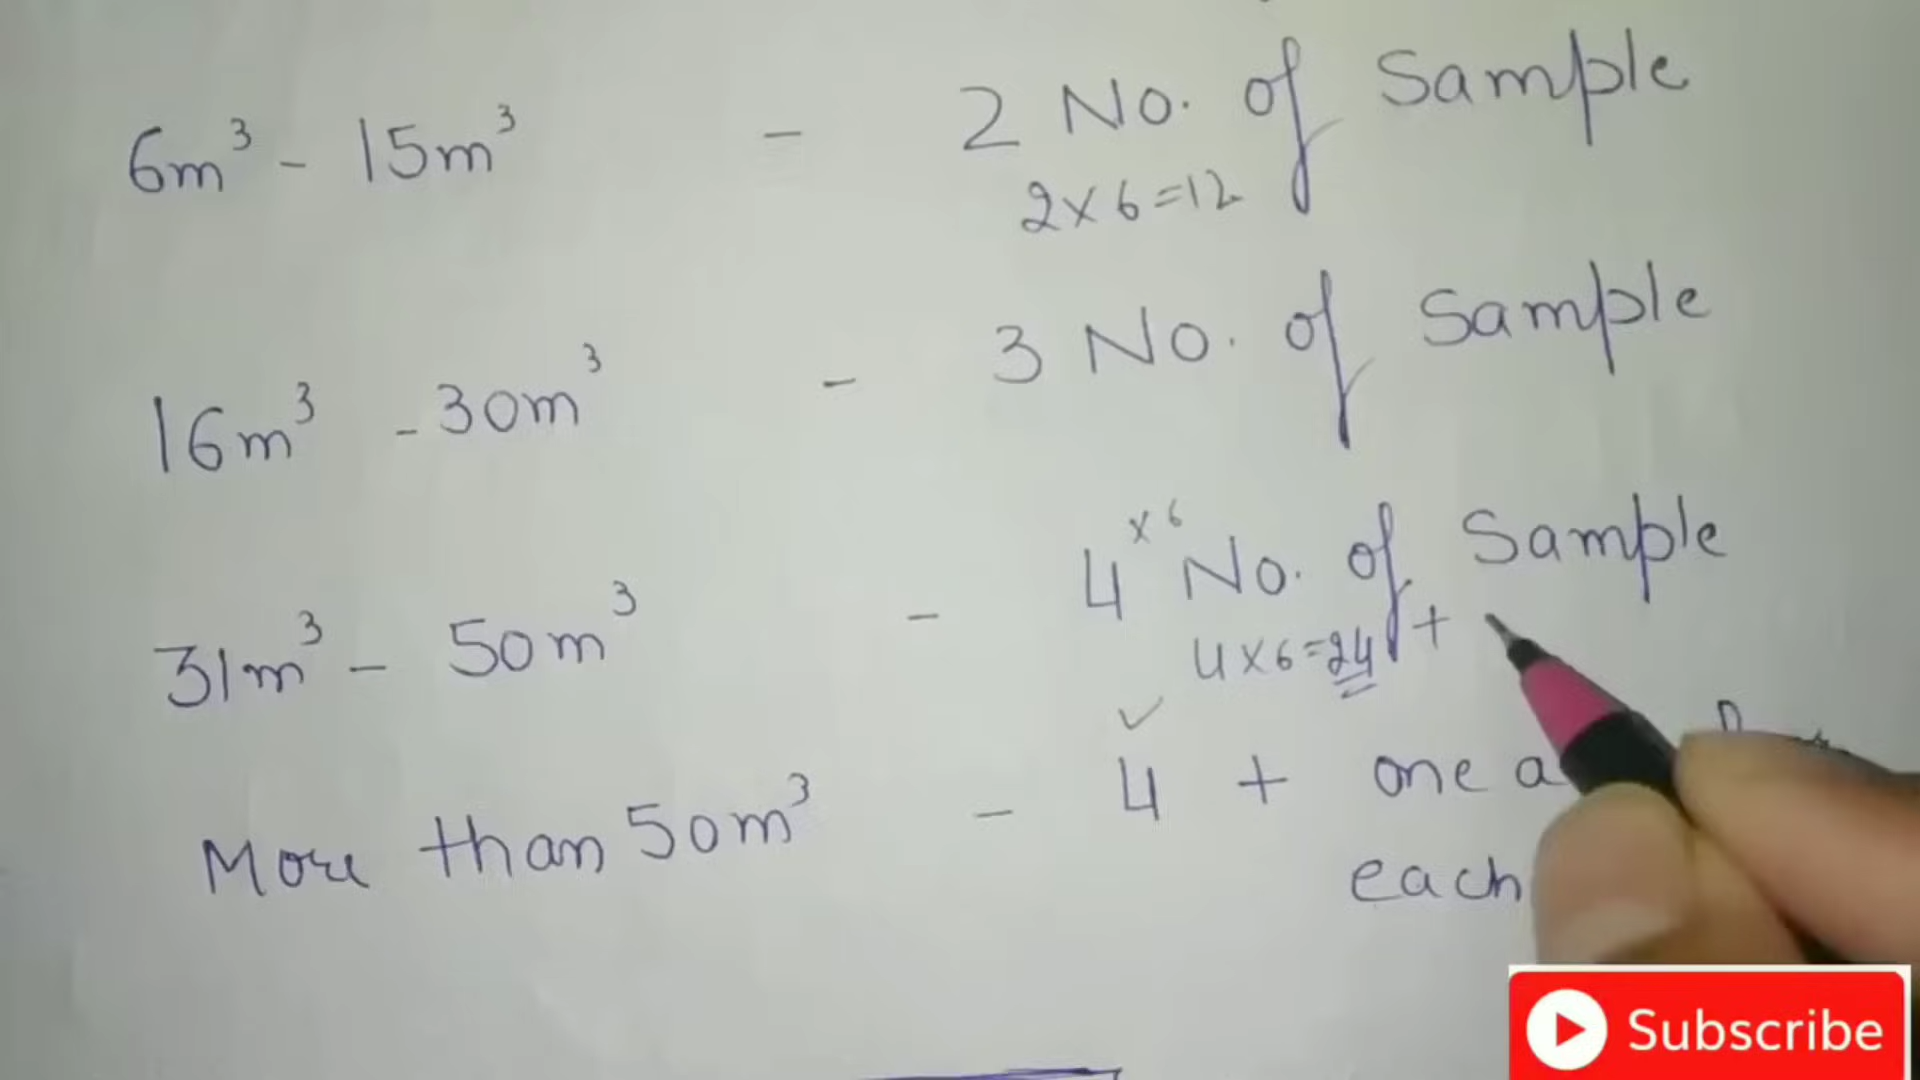 6m³ - 15m³ - 2 No. of Sample
2×6=12
16m³ - 30m³ - 3 No. of Sample
×6
31m³ - 50m³ - 4 No. of Sample
4×6=24 +
✓
More than 50m³ - 4 + one
each
Subscribe